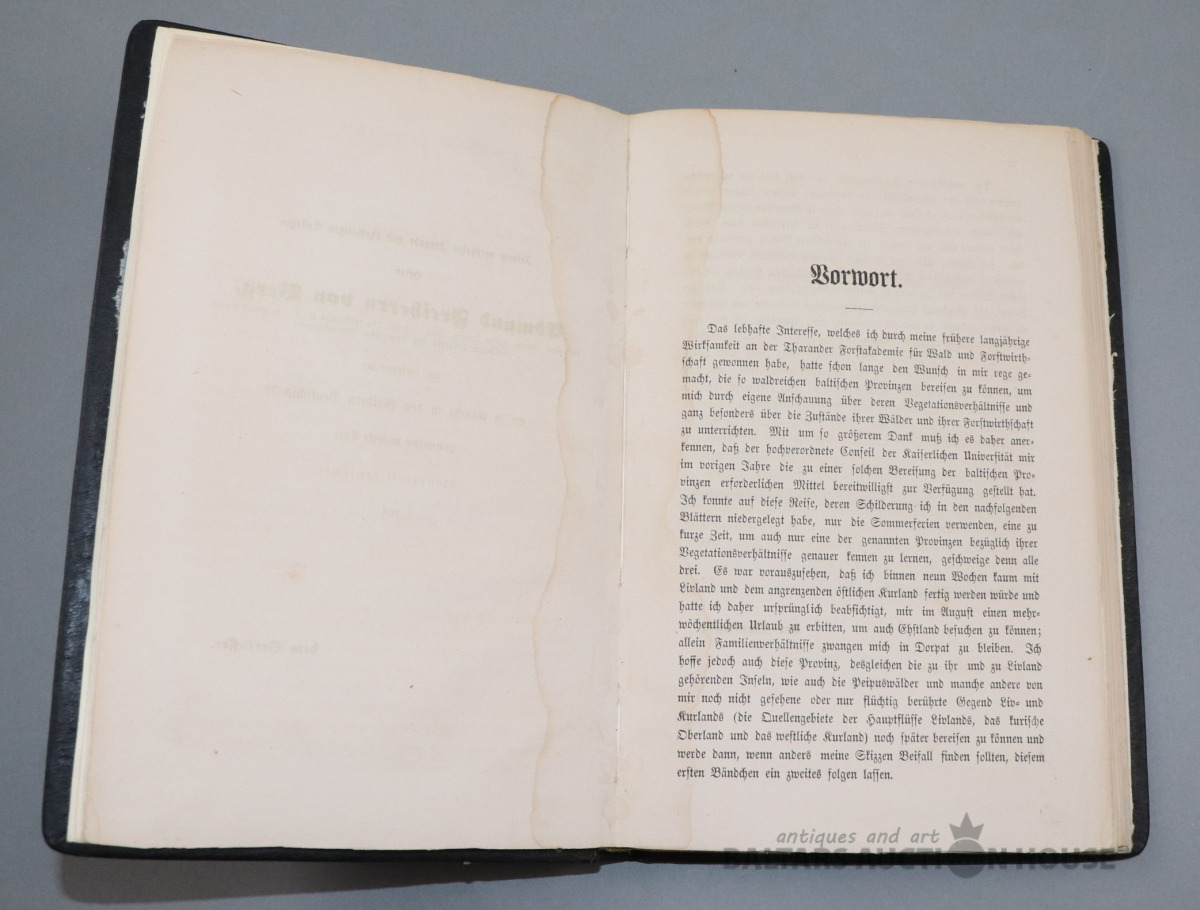 Vorwort.
Das lebhafte Interesse, welches ich durch meine frühere langjährige
Wirksamkeit an der Tharander Forstakademie für Wald und Forstwirth-
schaft gewonnen habe, hatte schon lange den Wunsch in mir rege ge-
macht, die so waldreichen baltischen Provinzen bereisen zu können, um
mich durch eigene Anschauung über deren Vegetationsverhältnisse und
ganz besonders über die Zustände ihrer Wälder und ihrer Forstwirthschaft
zu unterrichten. Mit um so größerem Dank muß ich es daher aner-
kennen, daß der hochverordnete Conseil der Kaiserlichen Universität mir
im vorigen Jahre die zu einer solchen Bereisung der baltischen Pro-
vinzen erforderlichen Mittel bereitwilligst zur Verfügung gestellt hat.
Ich konnte auf diese Reise, deren Schilderung ich in den nachfolgenden
Blättern niedergelegt habe, nur die Sommerferien verwenden, eine zu
kurze Zeit, um auch nur eine der genannten Provinzen bezüglich ihrer
Vegetationsverhältnisse genauer kennen zu lernen, geschweige denn alle
drei. Es war vorauszusehen, daß ich binnen neun Wochen kaum mit
Livland und dem angrenzenden östlichen Kurland fertig werden würde und
hatte ich daher ursprünglich beabsichtigt, mir im August einen mehr-
wöchentlichen Urlaub zu erbitten, um auch Ehstland besuchen zu können;
allein Familienverhältnisse zwangen mich in Dorpat zu bleiben. Ich
hoffe jedoch auch diese Provinz, desgleichen die zu ihr und zu Livland
gehörenden Inseln, wie auch die Peipuswälder und manche andere von
mir noch nicht gesehene oder nur flüchtig berührte Gegend Liv- und
Kurlands (die Quellengebiete der Hauptflüsse Livlands, das kurische
Oberland und das westliche Kurland) noch später bereisen zu können und
werde dann, wenn anders meine Skizzen Beifall finden sollten, diesem
ersten Bändchen ein zweites folgen lassen.
antiques and art
BALTARS AUCTION HOUSE